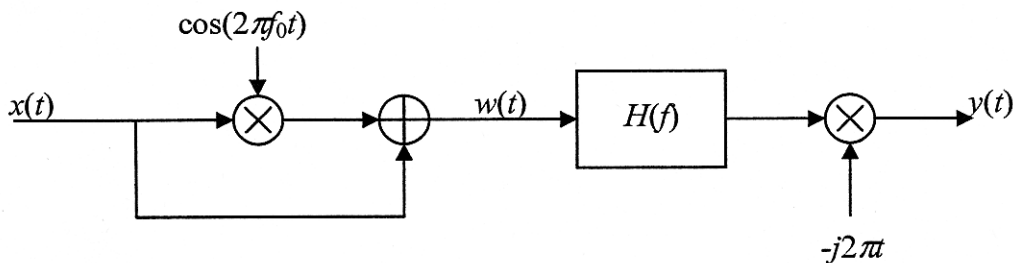 cos(2πf₀t)
x(t)
w(t)
H(f)
y(t)
-j2πt